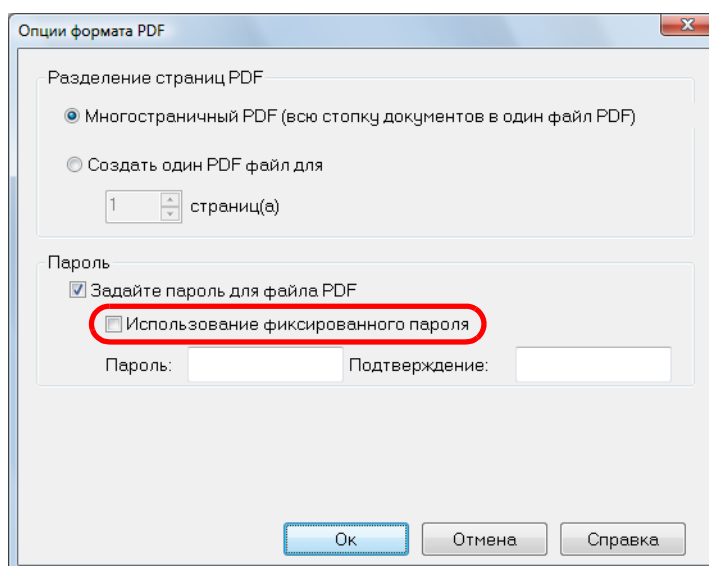 Опции формата PDF
Разделение страниц PDF
Многостраничный PDF (всю стопку документов в один файл PDF)
Создать один PDF файл для
1 страниц(а)
Пароль
Задайте пароль для файла PDF
Использование фиксированного пароля
Пароль: Подтверждение:
Ок Отмена Справка